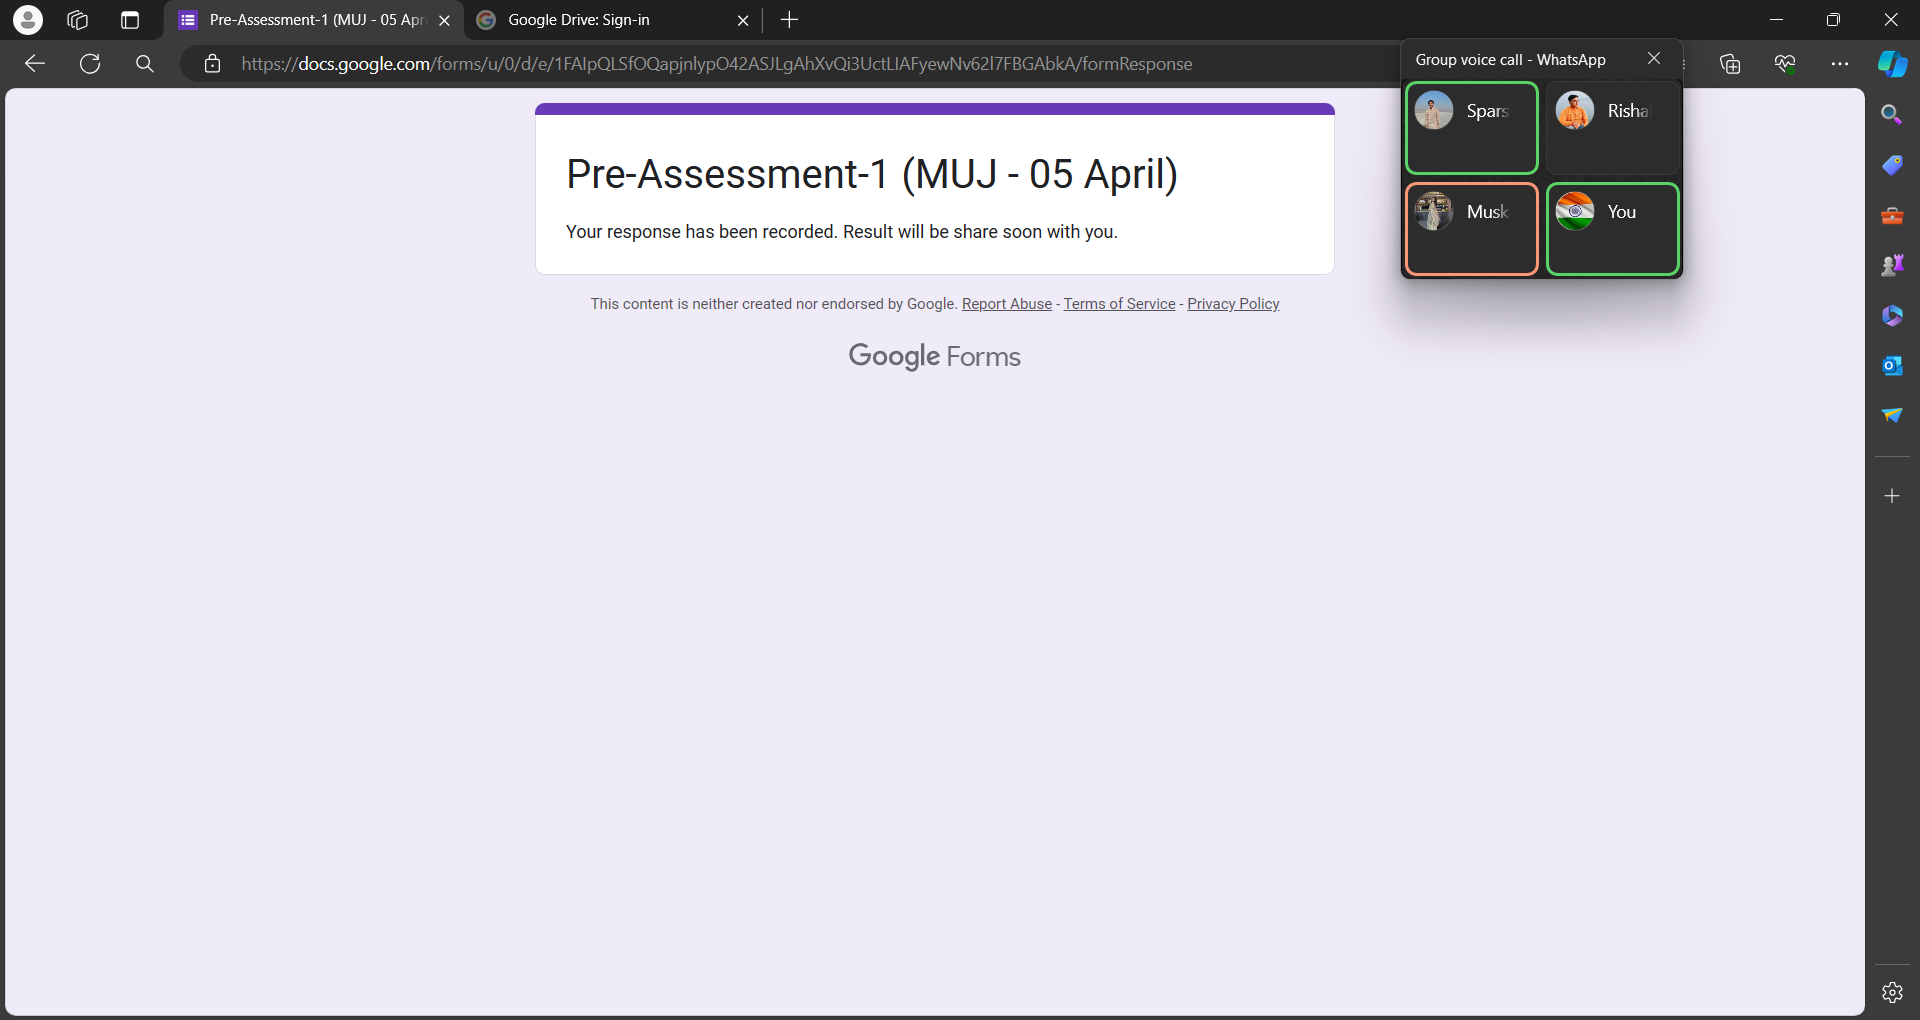 Pre-Assessment-1 (MUJ - 05 Apri
Google Drive: Sign-in
https://docs.google.com/forms/u/0/d/e/1FAIpQLSfOQapjnlypO42ASJLgAhXvQi3UctLIAFyewNv62I7FBGAbkA/formResponse
Group voice call - WhatsApp
Spars
Risha
Musk
You
Pre-Assessment-1 (MUJ - 05 April)
Your response has been recorded. Result will be share soon with you.
This content is neither created nor endorsed by Google. Report Abuse - Terms of Service - Privacy Policy
Google Forms